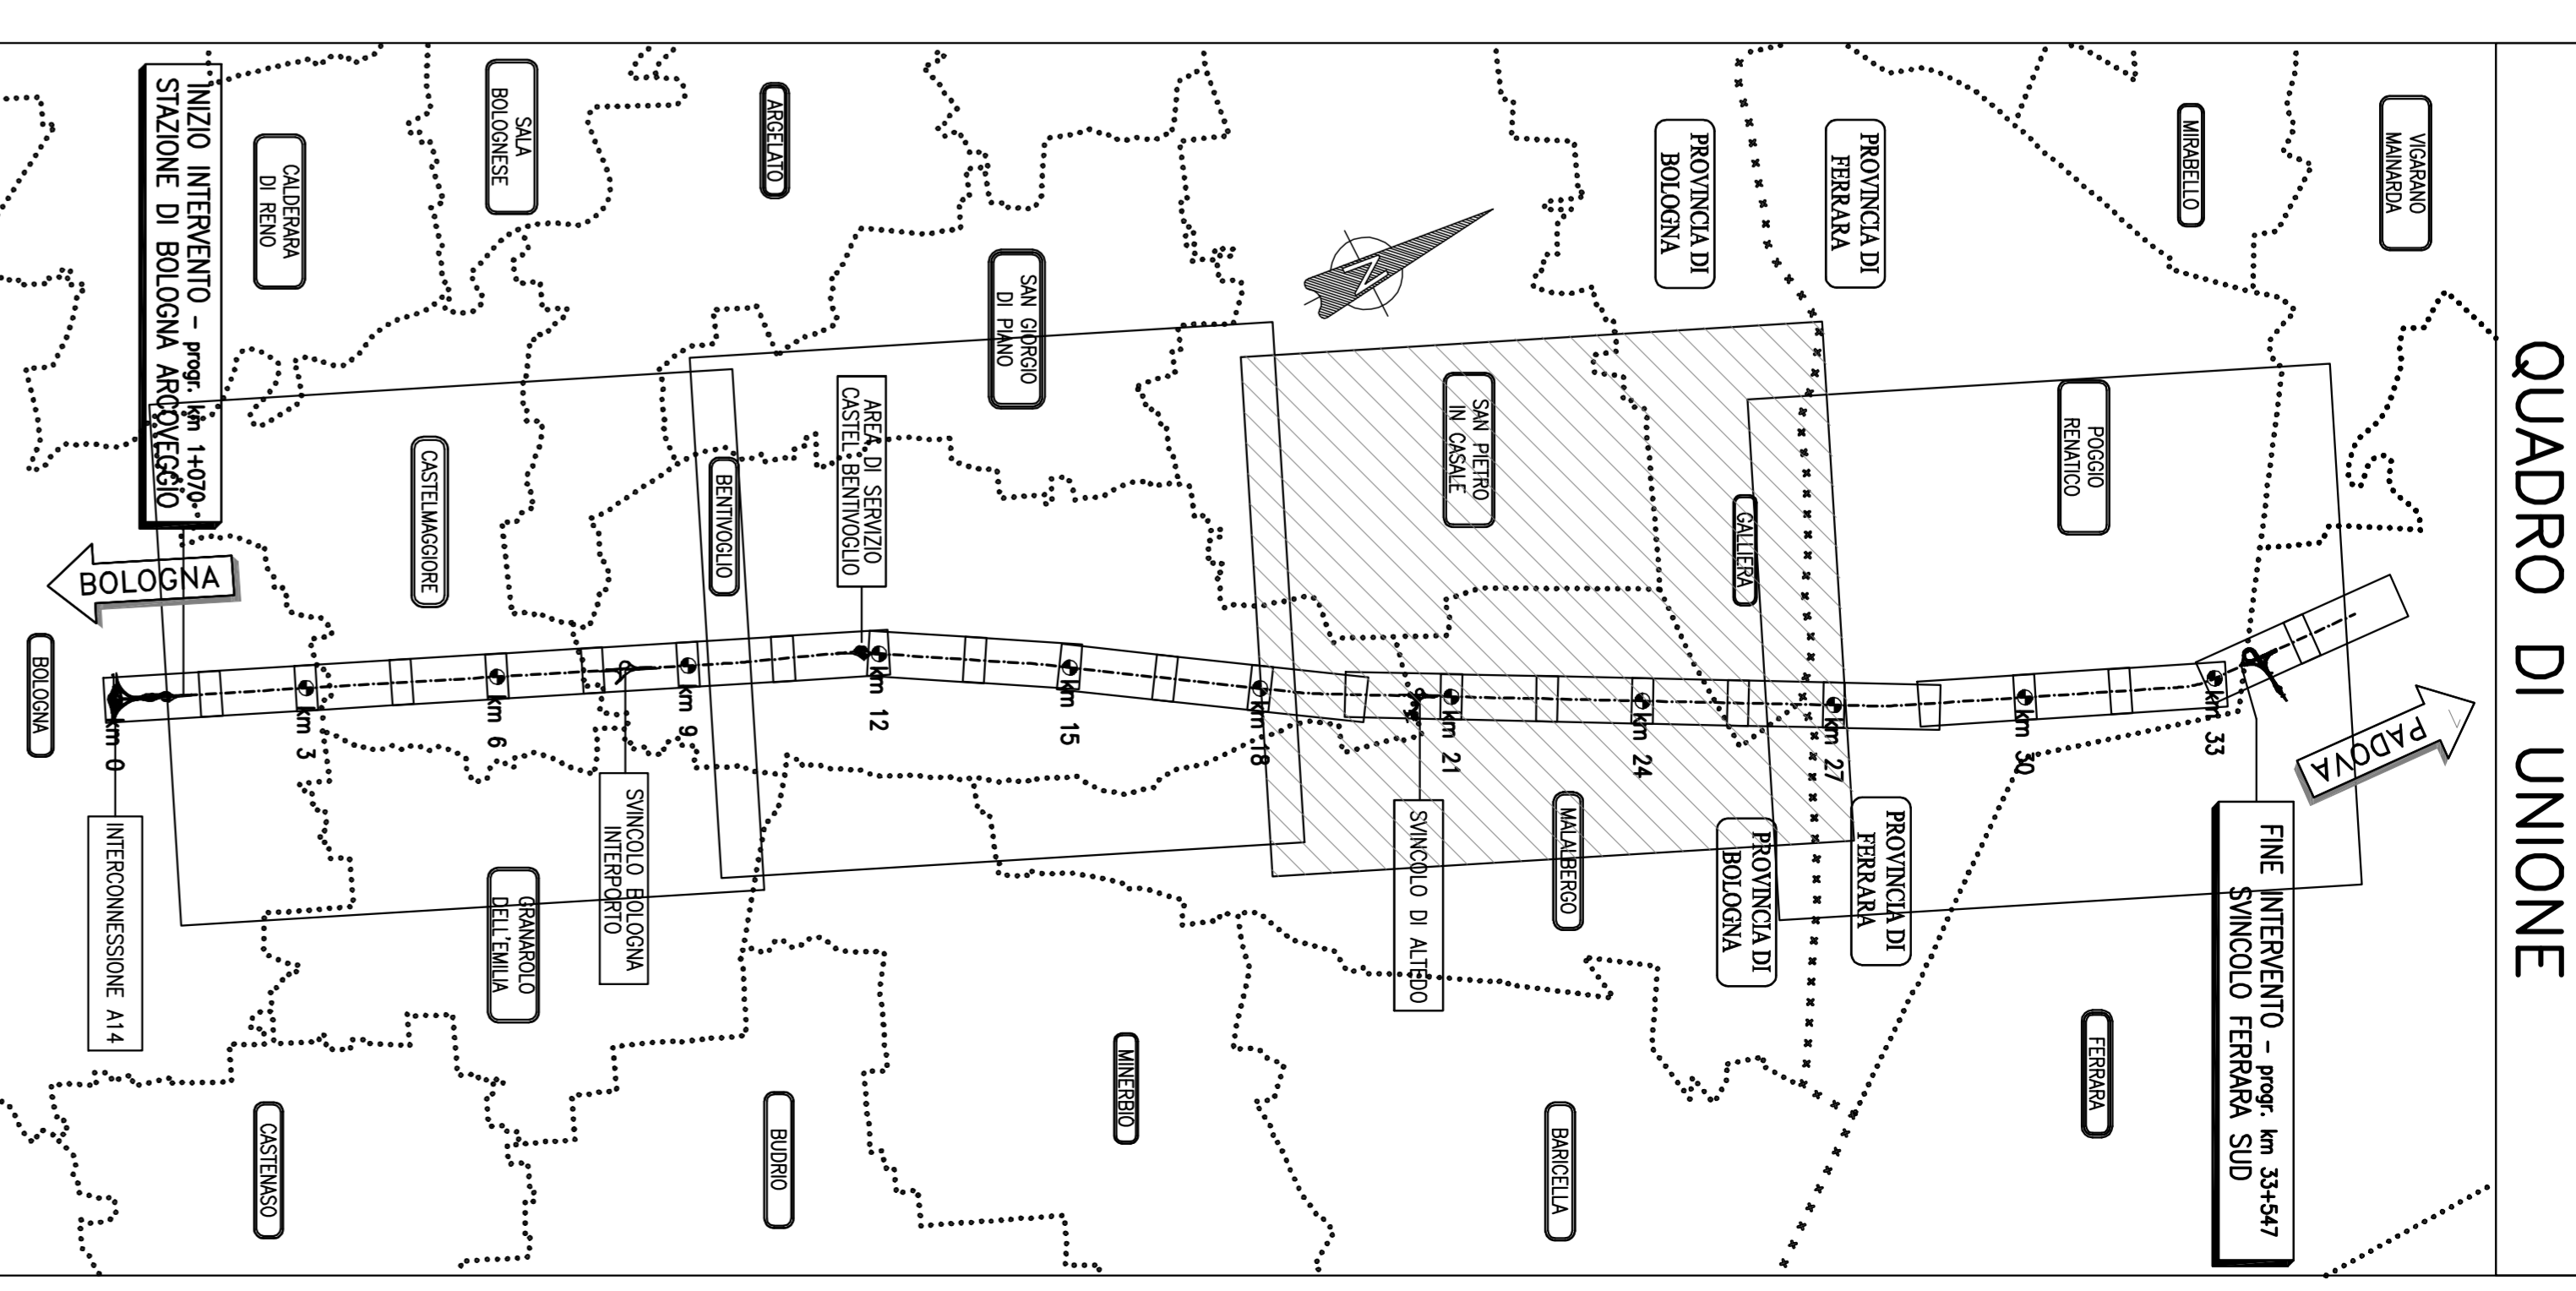 QUADRO DI UNIONE
VIGARANO
MAINARDA
MIRABELLO
PROVINCIA DI
FERRARA
PROVINCIA DI
BOLOGNA
ARGELATO
SALA
BOLOGNESE
CALDERARA
DI RENO
INIZIO INTERVENTO - progr. km 1+070
STAZIONE DI BOLOGNA ARCOVEGGIO
N
SAN GIORGIO
DI PIANO
POGGIO
RENATICO
GALLIERA
SAN PIETRO
IN CASALE
AREA DI SERVIZIO
CASTEL BENTIVOGLIO
BENTIVOGLIO
CASTELMAGGIORE
BOLOGNA
BOLOGNA
PADOVA
km 33
km 30
km 27
km 24
km 21
km 18
km 15
km 12
km 9
km 6
km 3
km 0
FINE INTERVENTO - progr. km 33+547
SVINCOLO FERRARA SUD
PROVINCIA DI
FERRARA
PROVINCIA DI
BOLOGNA
MALALBERGO
SVINCOLO DI ALTEDO
SVINCOLO BOLOGNA
INTERPORTO
GRANAROLO
DELL'EMILIA
INTERCONNESSIONE A14
FERRARA
BARICELLA
MINERBIO
BUDRIO
CASTENASO